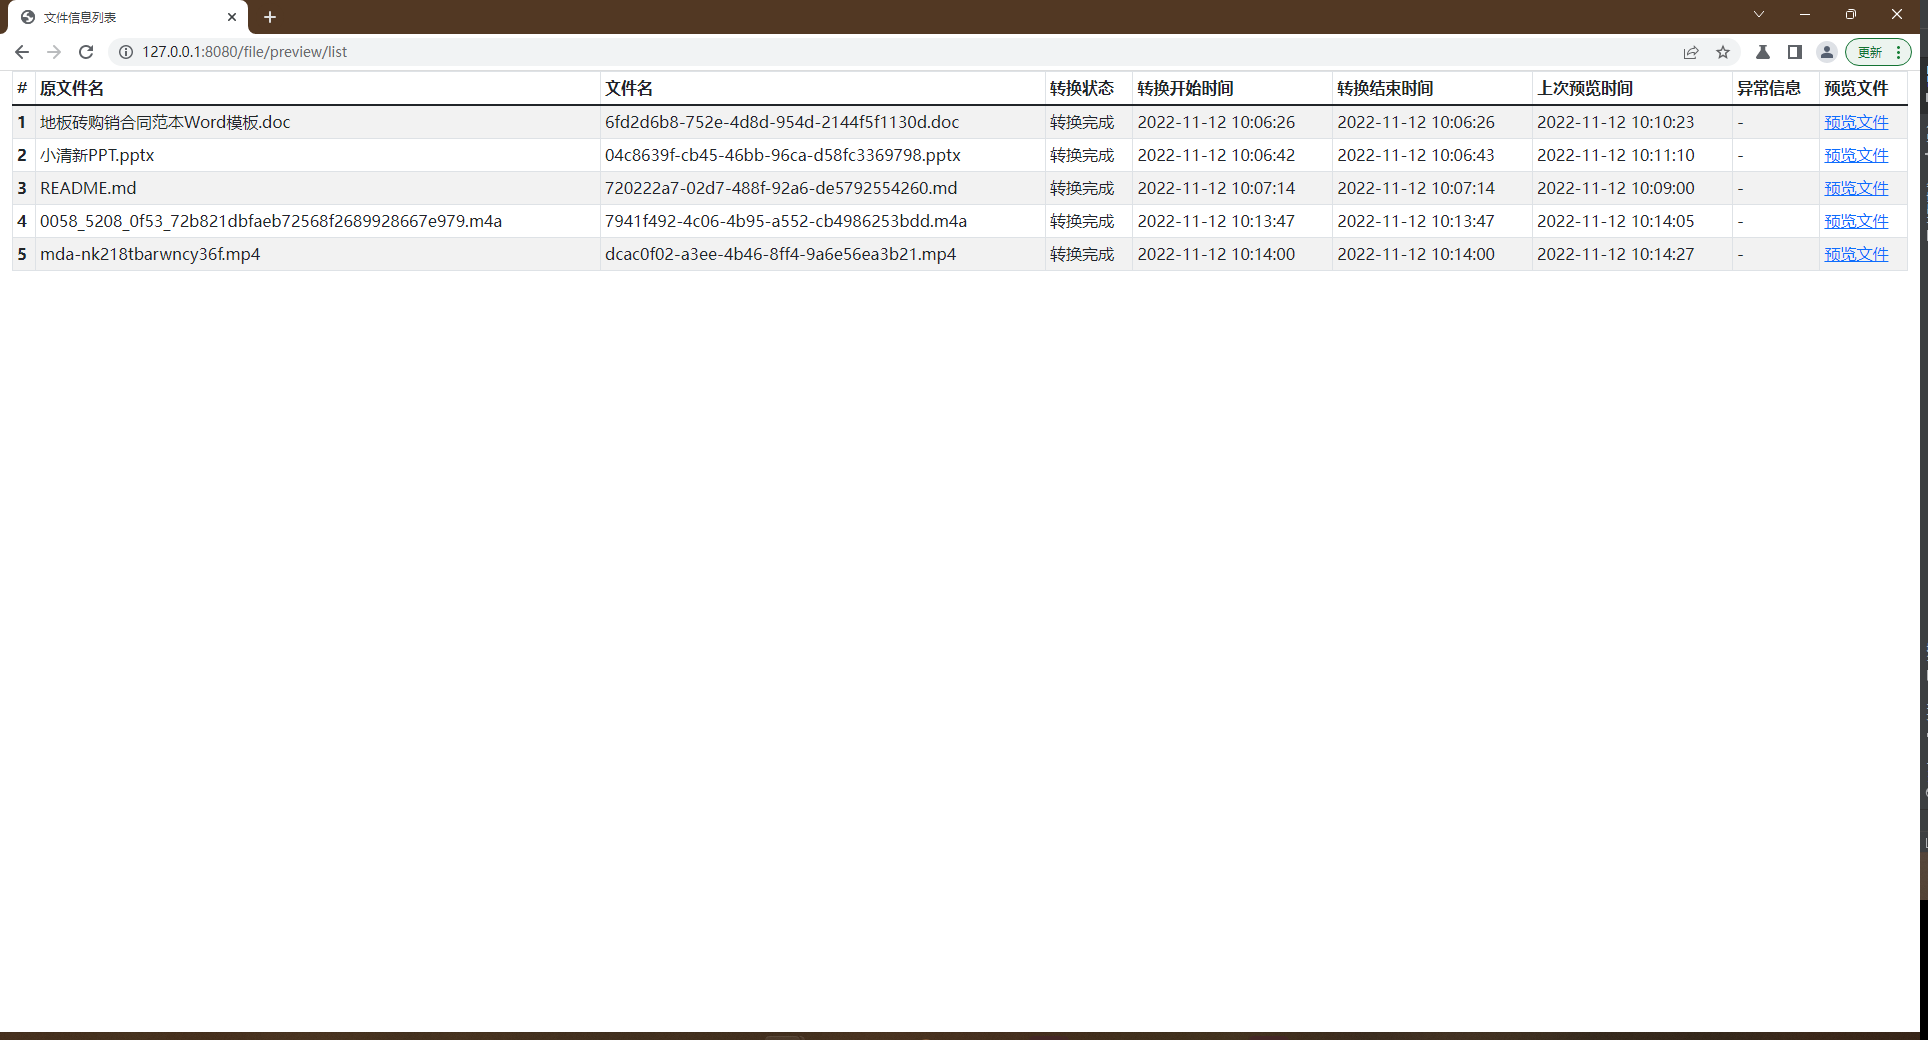 文件信息列表
127.0.0.1:8080/file/preview/list
更新
# 原文件名 文件名 转换状态 转换开始时间 转换结束时间 上次预览时间 异常信息 预览文件
1 地板砖购销合同范本Word模板.doc 6fd2d6b8-752e-4d8d-954d-2144f5f1130d.doc 转换完成 2022-11-12 10:06:26 2022-11-12 10:06:26 2022-11-12 10:10:23 - 预览文件
2 小清新PPT.pptx 04c8639f-cb45-46bb-96ca-d58fc3369798.pptx 转换完成 2022-11-12 10:06:42 2022-11-12 10:06:43 2022-11-12 10:11:10 - 预览文件
3 README.md 720222a7-02d7-488f-92a6-de5792554260.md 转换完成 2022-11-12 10:07:14 2022-11-12 10:07:14 2022-11-12 10:09:00 - 预览文件
4 0058_5208_0f53_72b821dbfaeb72568f2689928667e979.m4a 7941f492-4c06-4b95-a552-cb4986253bdd.m4a 转换完成 2022-11-12 10:13:47 2022-11-12 10:13:47 2022-11-12 10:14:05 - 预览文件
5 mda-nk218tbarwncy36f.mp4 dcac0f02-a3ee-4b46-8ff4-9a6e56ea3b21.mp4 转换完成 2022-11-12 10:14:00 2022-11-12 10:14:00 2022-11-12 10:14:27 - 预览文件